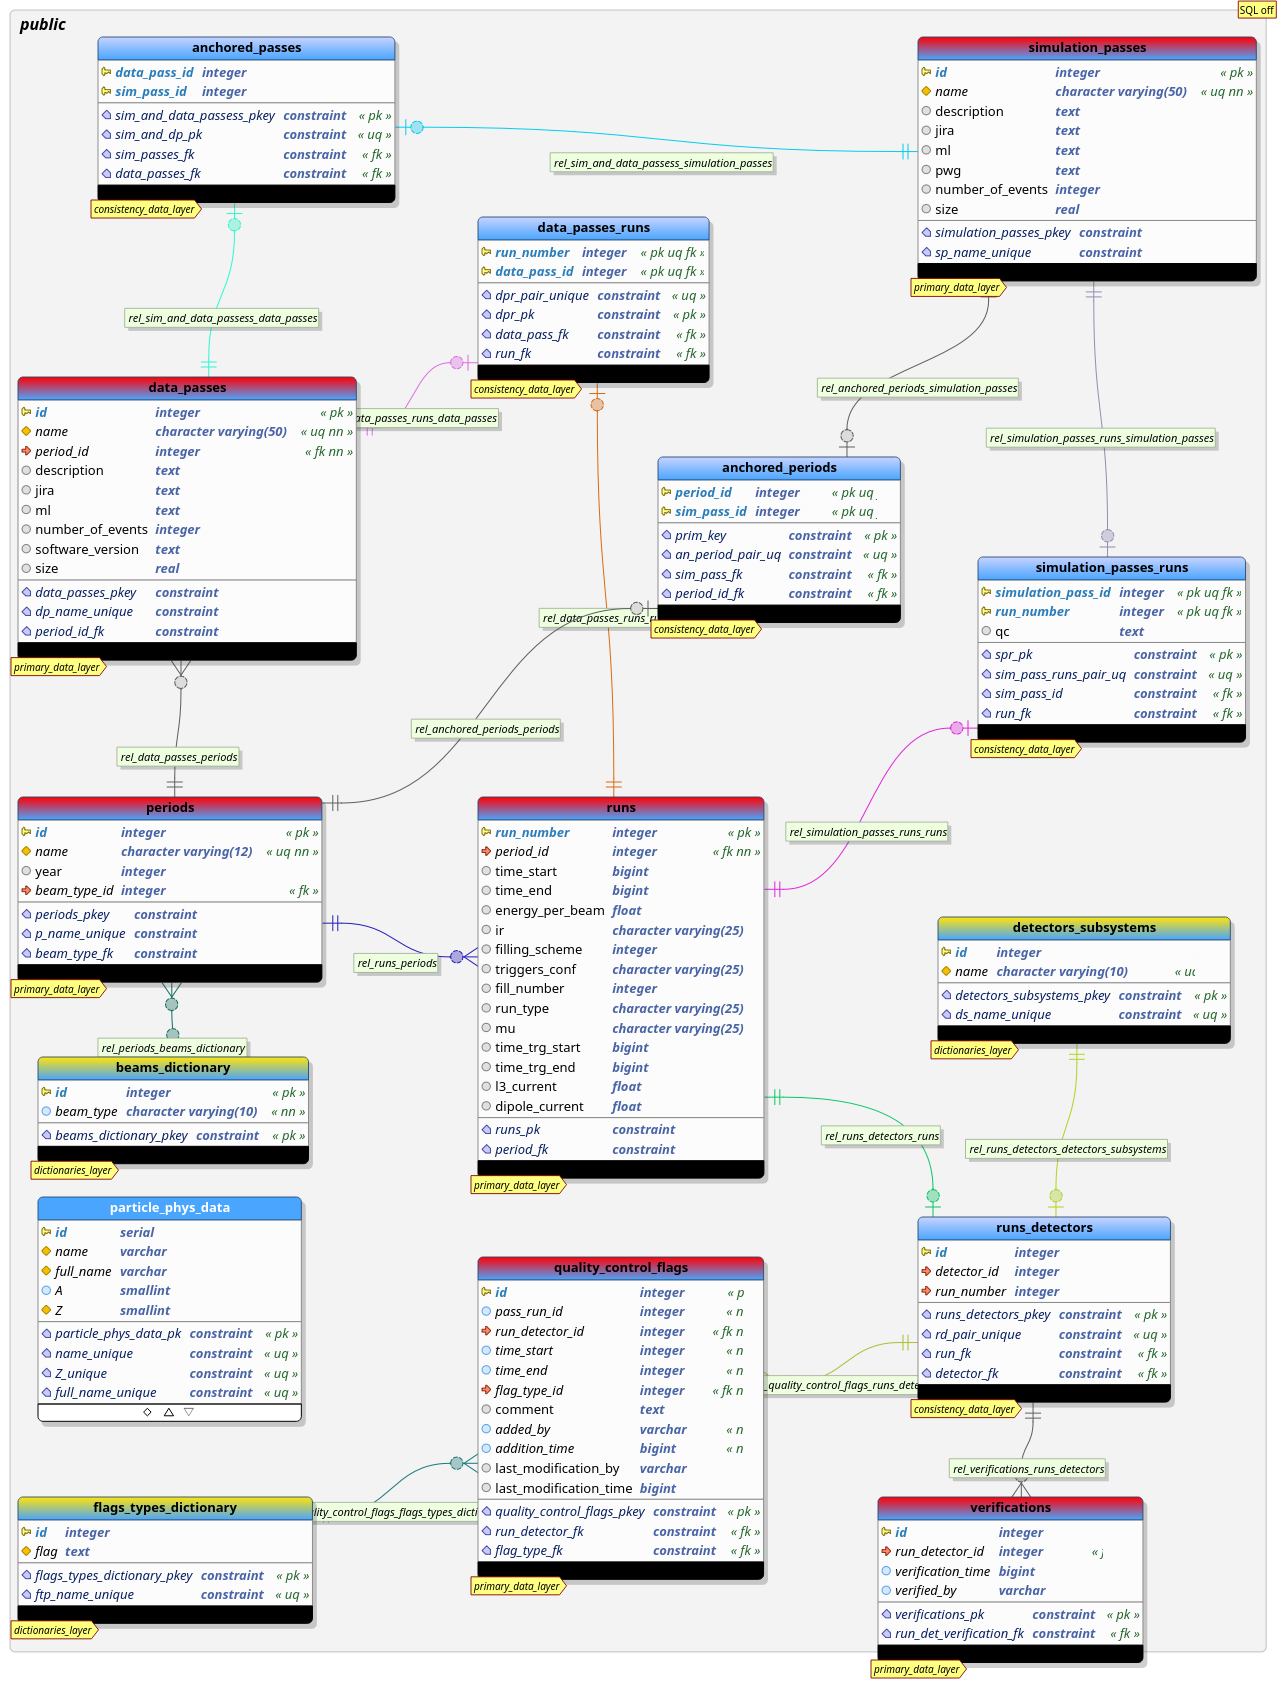 SQL off
public
anchored_passes
data_pass_id integer
sim_pass_id integer
sim_and_data_passess_pkey constraint « pk »
sim_and_dp_pk constraint « uq »
sim_passes_fk constraint « fk »
data_passes_fk constraint « fk »
consistency_data_layer
simulation_passes
id integer « pk »
name character varying(50) « uq nn »
description text
jira text
ml text
pwg text
number_of_events integer
size real
simulation_passes_pkey constraint
sp_name_unique constraint
primary_data_layer
rel_sim_and_data_passess_simulation_passes
data_passes_runs
run_number integer « pk uq fk »
data_pass_id integer « pk uq fk »
dpr_pair_unique constraint « uq »
dpr_pk constraint « pk »
data_pass_fk constraint « fk »
run_fk constraint « fk »
consistency_data_layer
rel_sim_and_data_passess_data_passes
data_passes
id integer « pk »
name character varying(50) « uq nn »
period_id integer « fk nn »
description text
jira text
ml text
number_of_events integer
software_version text
size real
data_passes_pkey constraint
dp_name_unique constraint
period_id_fk constraint
primary_data_layer
ata_passes_runs_data_passes
rel_anchored_periods_simulation_passes
rel_simulation_passes_runs_simulation_passes
anchored_periods
period_id integer « pk uq
sim_pass_id integer « pk uq
prim_key constraint « pk »
an_period_pair_uq constraint « uq »
sim_pass_fk constraint « fk »
period_id_fk constraint « fk »
consistency_data_layer
rel_data_passes_runs_ru
simulation_passes_runs
simulation_pass_id integer « pk uq fk »
run_number integer « pk uq fk »
qc text
spr_pk constraint « pk »
sim_pass_runs_pair_uq constraint « uq »
sim_pass_id constraint « fk »
run_fk constraint « fk »
consistency_data_layer
rel_anchored_periods_periods
rel_data_passes_periods
periods
id integer « pk »
name character varying(12) « uq nn »
year integer
beam_type_id integer « fk »
periods_pkey constraint
p_name_unique constraint
beam_type_fk constraint
primary_data_layer
rel_runs_periods
runs
run_number integer « pk »
period_id integer « fk nn »
time_start bigint
time_end bigint
energy_per_beam float
ir character varying(25)
filling_scheme integer
triggers_conf character varying(25)
fill_number integer
run_type character varying(25)
mu character varying(25)
time_trg_start bigint
time_trg_end bigint
l3_current float
dipole_current float
runs_pk constraint
period_fk constraint
primary_data_layer
rel_simulation_passes_runs_runs
detectors_subsystems
id integer
name character varying(10) « uq
detectors_subsystems_pkey constraint « pk »
ds_name_unique constraint « uq »
dictionaries_layer
rel_periods_beams_dictionary
beams_dictionary
id integer « pk »
beam_type character varying(10) « nn »
beams_dictionary_pkey constraint « pk »
dictionaries_layer
rel_runs_detectors_runs
rel_runs_detectors_detectors_subsystems
particle_phys_data
id serial
name varchar
full_name varchar
A smallint
Z smallint
particle_phys_data_pk constraint « pk »
name_unique constraint « uq »
Z_unique constraint « uq »
full_name_unique constraint « uq »
runs_detectors
id integer
detector_id integer
run_number integer
runs_detectors_pkey constraint « pk »
rd_pair_unique constraint « uq »
run_fk constraint « fk »
detector_fk constraint « fk »
consistency_data_layer
quality_control_flags
id integer « p
pass_run_id integer « n
run_detector_id integer « fk n
time_start integer « n
time_end integer « n
flag_type_id integer « fk n
comment text
added_by varchar « n
addition_time bigint « n
last_modification_by varchar
last_modification_time bigint
quality_control_flags_pkey constraint « pk »
run_detector_fk constraint « fk »
flag_type_fk constraint « fk »
primary_data_layer
_quality_control_flags_runs_dete
rel_verifications_runs_detectors
lity_control_flags_flags_types_dicti
flags_types_dictionary
id integer
flag text
flags_types_dictionary_pkey constraint « pk »
ftp_name_unique constraint « uq »
dictionaries_layer
verifications
id integer
run_detector_id integer « f
verification_time bigint
verified_by varchar
verifications_pk constraint « pk »
run_det_verification_fk constraint « fk »
primary_data_layer